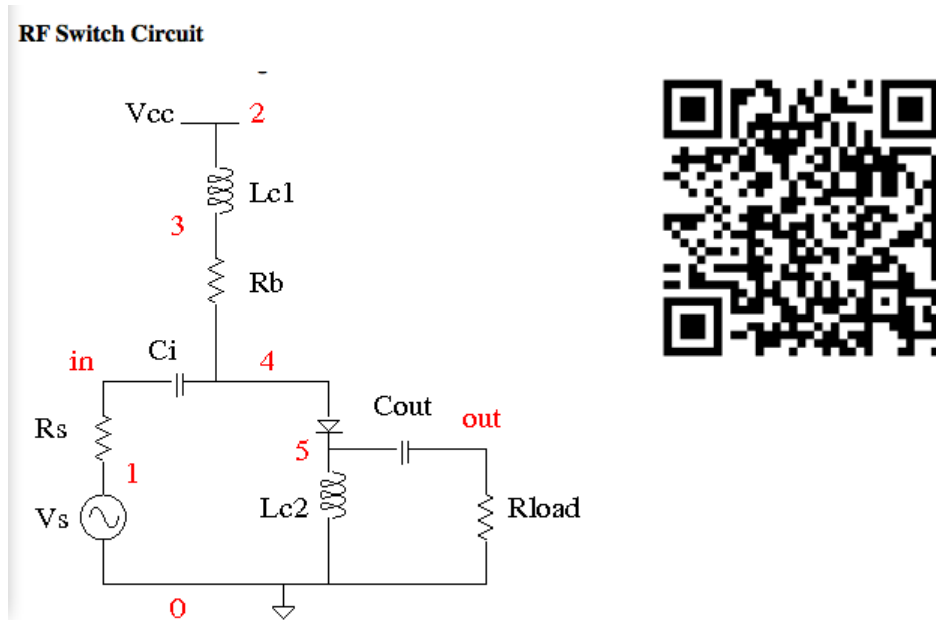 RF Switch Circuit
Vcc 2
Lc1
3
Rb
in Ci 4
Cout out
Rs
5
1
Vs Lc2 Rload
0